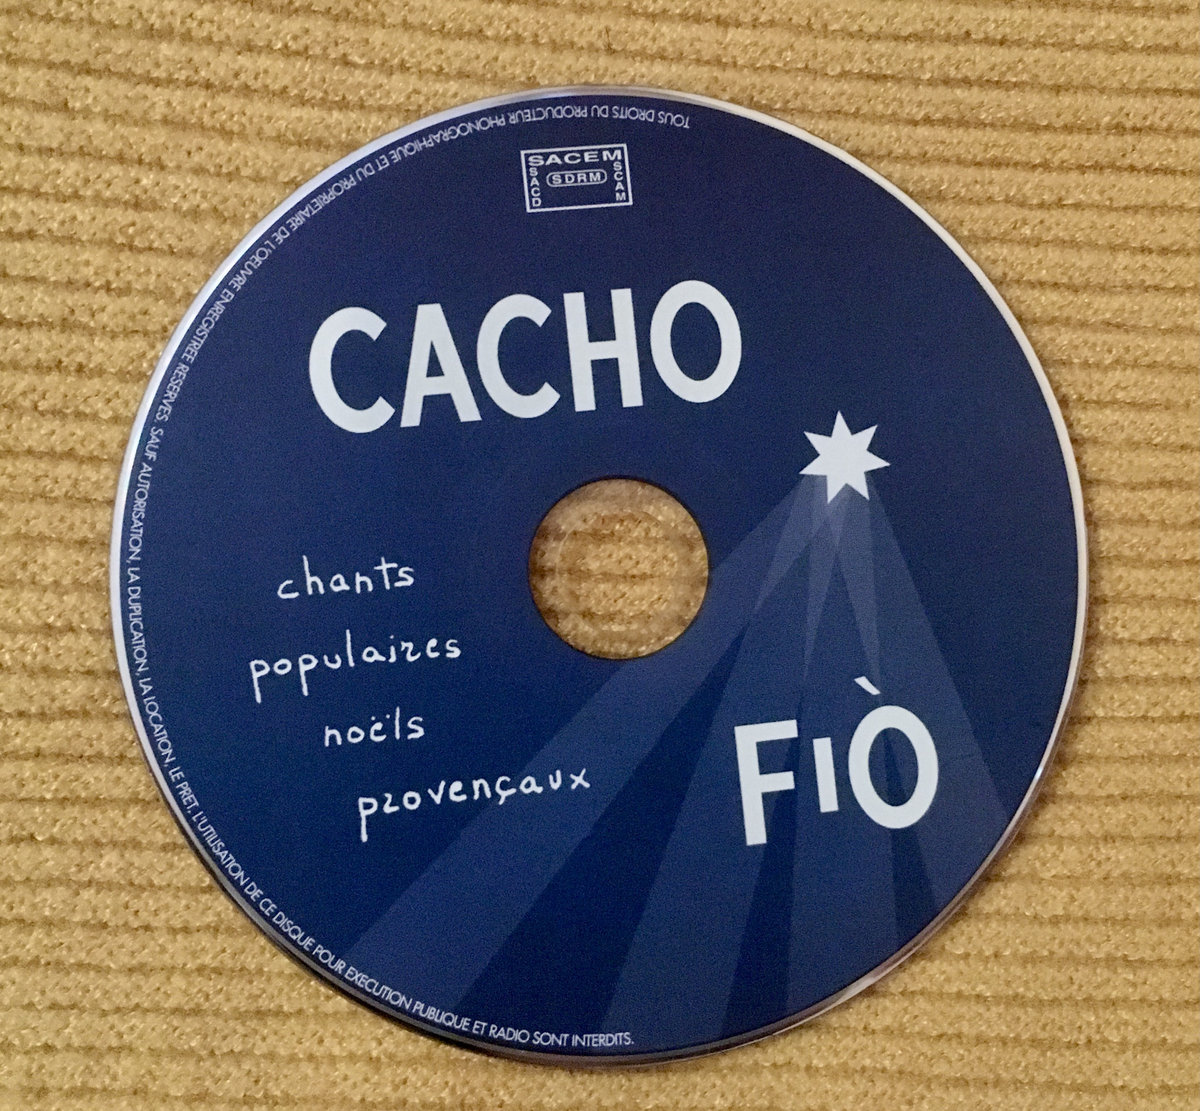 TOUS DROITS DU PRODUCTEUR PHONOGRAPHIQUE ET DU PROPRIETAIRE DE L'OEUVRE ENREGISTREE RESERVES. SAUF AUTORISATION, LA DUPLICATION, LA LOCATION, LE PRET, L'UTILISATION DE CE DISQUE POUR EXECUTION PUBLIQUE ET RADIO SONT INTERDITS.
SACEM
SACD
SDRM
SCAM
CACHO
FIÒ
chants
populaires
noëls
provençaux